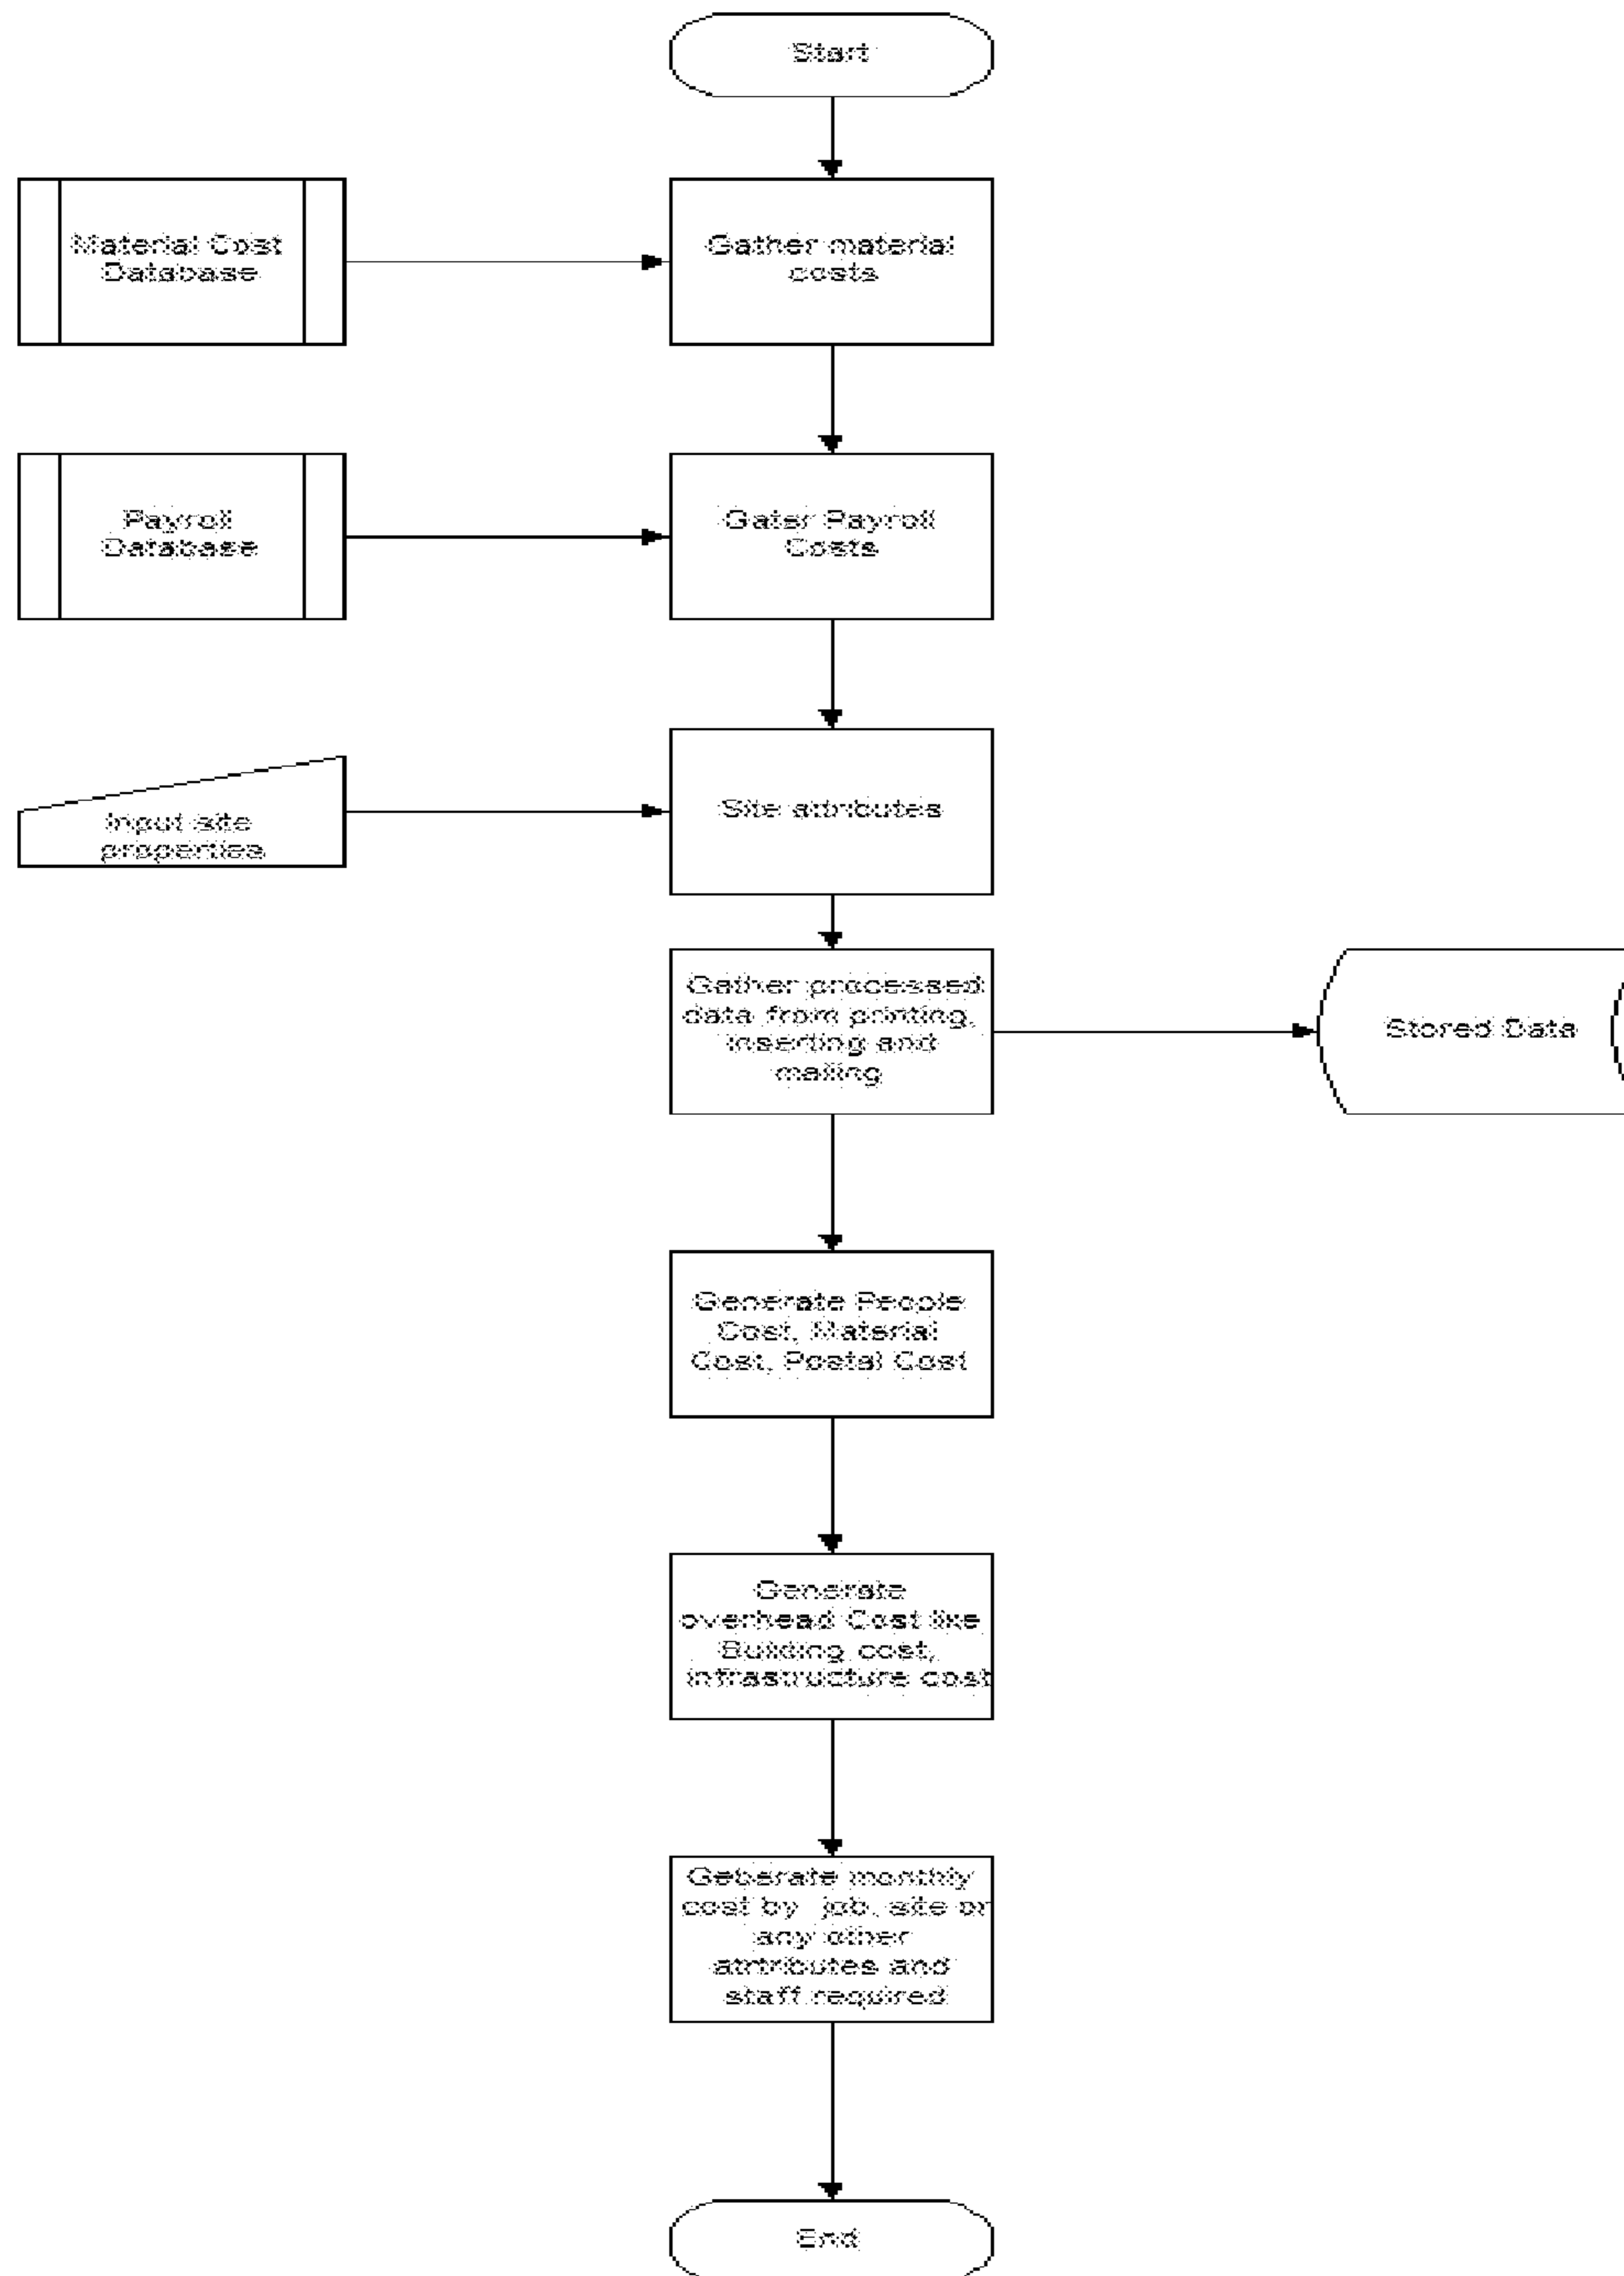 Start
Material Cost
Database
Gather material
costs
Payroll
Database
Gater Payroll
Costs
Input site
properties
Site attributes
Gather processed
data from printing,
inserting and
mailing
Stored Data
Generate People
Cost, Material
Cost, Postal Cost
Generate
overhead Cost like
Building cost,
infrastructure cost
Geberate monthly
cost by job, site or
any other
attributes and
staff required
End